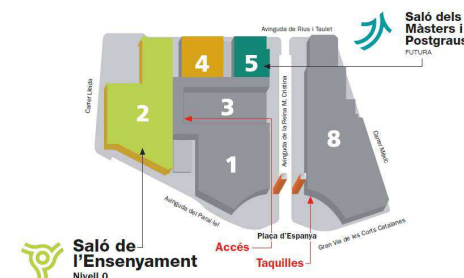 Saló dels
Màsters i
Postgraus
FUTURA
Avinguda de Rius i Taulet
4
5
Carrer Lleida
2
3
Avinguda de la Reina M. Cristina
8
Carrer Mèxic
1
Avinguda del Paral·lel
Plaça d'Espanya
Gran Via de les Corts Catalanes
Saló de
l'Ensenyament
Nivell 0
Accés
Taquilles